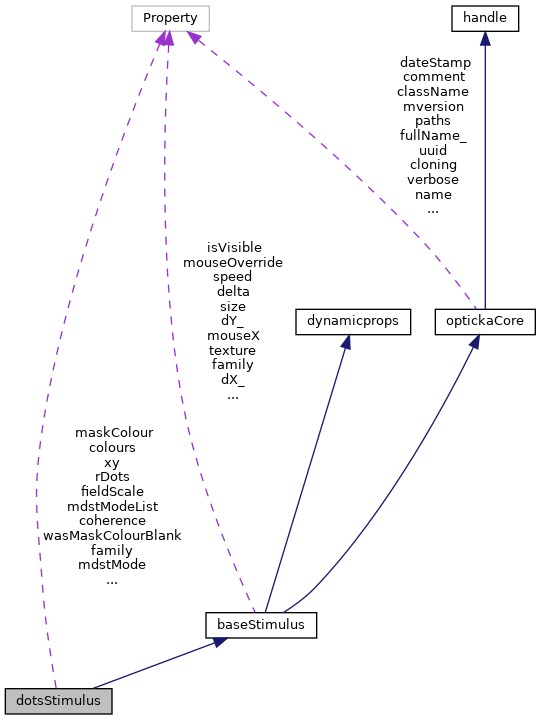 Property
handle
dateStamp
comment
className
mversion
paths
fullName_
uuid
cloning
verbose
name
...
isVisible
mouseOverride
speed
delta
size
dY_
mouseX
texture
family
dX_
...
dynamicprops
optickaCore
maskColour
colours
xy
rDots
fieldScale
mdstModeList
coherence
wasMaskColourBlank
family
mdstMode
...
baseStimulus
dotsStimulus